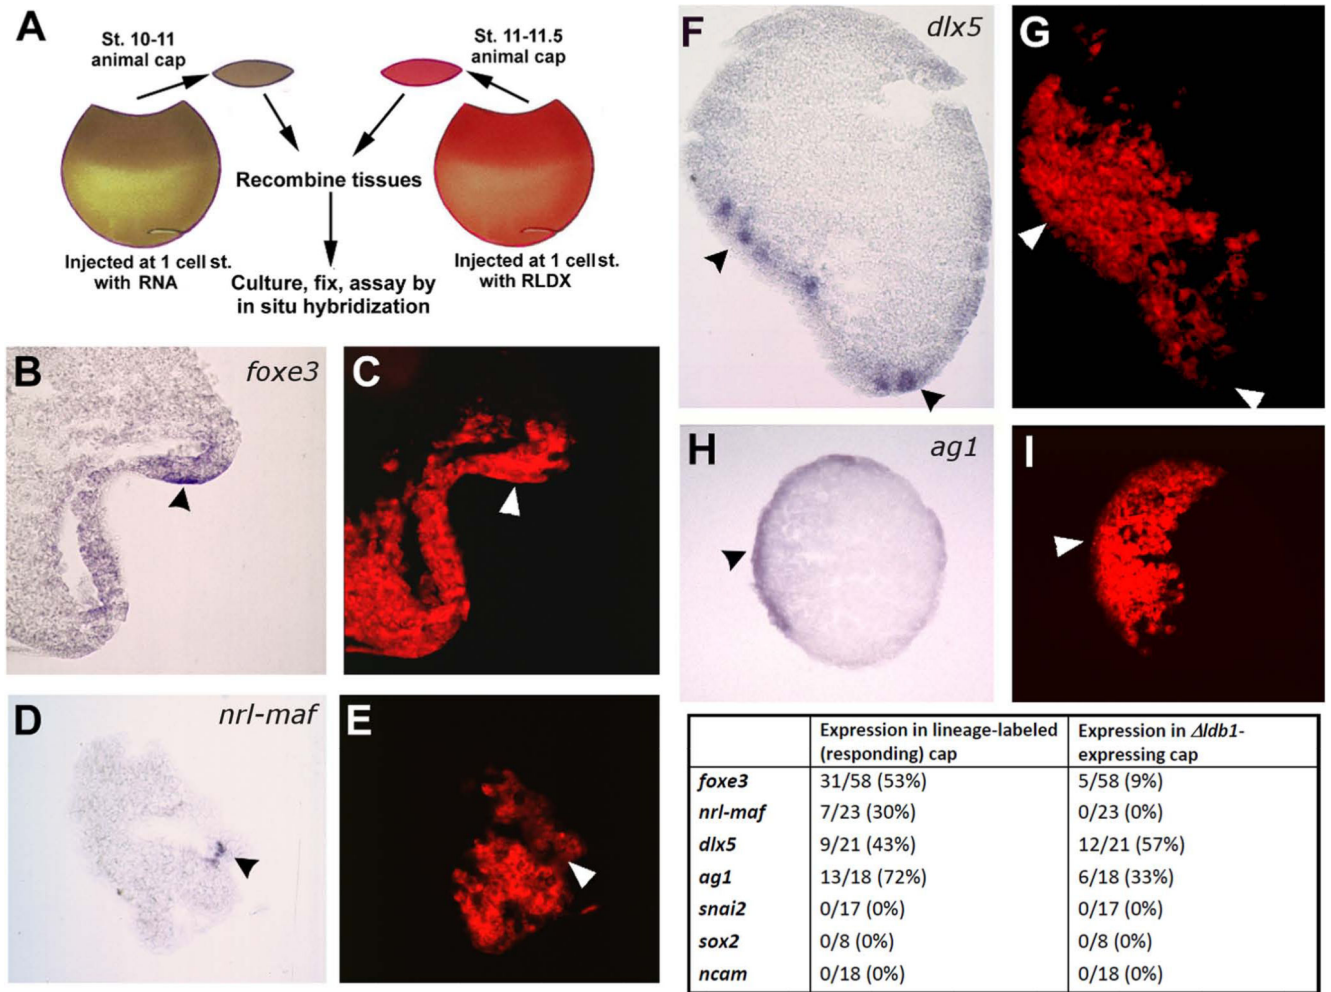 A
St. 10-11
animal cap
St. 11-11.5
animal cap
Recombine tissues
Injected at 1 cell st.
with RNA
Injected at 1 cell st.
with RLDX
Culture, fix, assay by
in situ hybridization
B
foxe3
C
D
nrl-maf
E
F
dlx5
G
H
ag1
I
Expression in lineage-labeled
(responding) cap
Expression in Δldb1-
expressing cap
foxe3 31/58 (53%) 5/58 (9%)
nrl-maf 7/23 (30%) 0/23 (0%)
dlx5 9/21 (43%) 12/21 (57%)
ag1 13/18 (72%) 6/18 (33%)
snai2 0/17 (0%) 0/17 (0%)
sox2 0/8 (0%) 0/8 (0%)
ncam 0/18 (0%) 0/18 (0%)